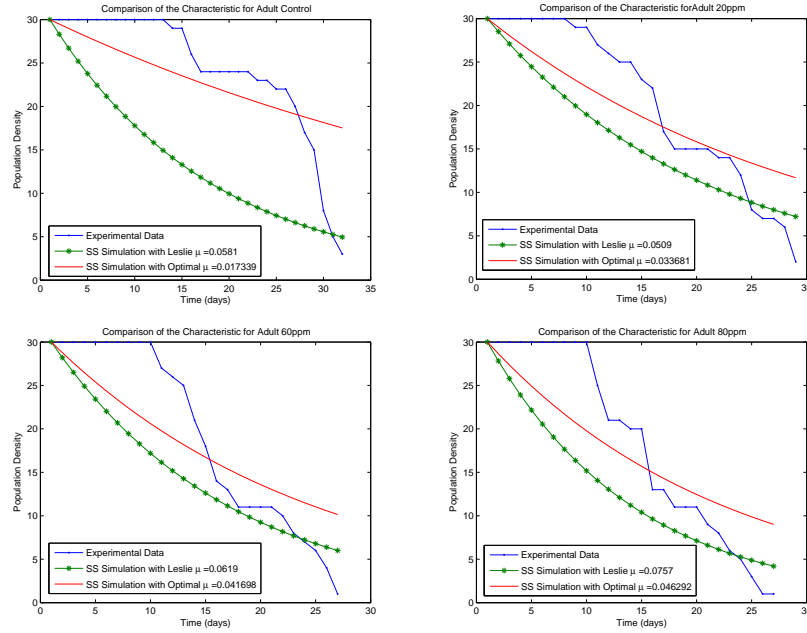 Comparison of the Characteristic for Adult Control
Population Density
30
25
20
15
10
5
0
Experimental Data
SS Simulation with Leslie μ =0.0581
SS Simulation with Optimal μ =0.017339
0 5 10 15 20 25 30 35
Time (days)
Comparison of the Characteristic forAdult 20ppm
Population Density
30
25
20
15
10
5
0
Experimental Data
SS Simulation with Leslie μ =0.0509
SS Simulation with Optimal μ =0.033681
0 5 10 15 20 25 30
Time (days)
Comparison of the Characteristic for Adult 60ppm
Population Density
30
25
20
15
10
5
0
Experimental Data
SS Simulation with Leslie μ =0.0619
SS Simulation with Optimal μ =0.041698
0 5 10 15 20 25 30
Time (days)
Comparison of the Characteristic for Adult 80ppm
Population Density
30
25
20
15
10
5
0
Experimental Data
SS Simulation with Leslie μ =0.0757
SS Simulation with Optimal μ =0.046292
0 5 10 15 20 25 30
Time (days)